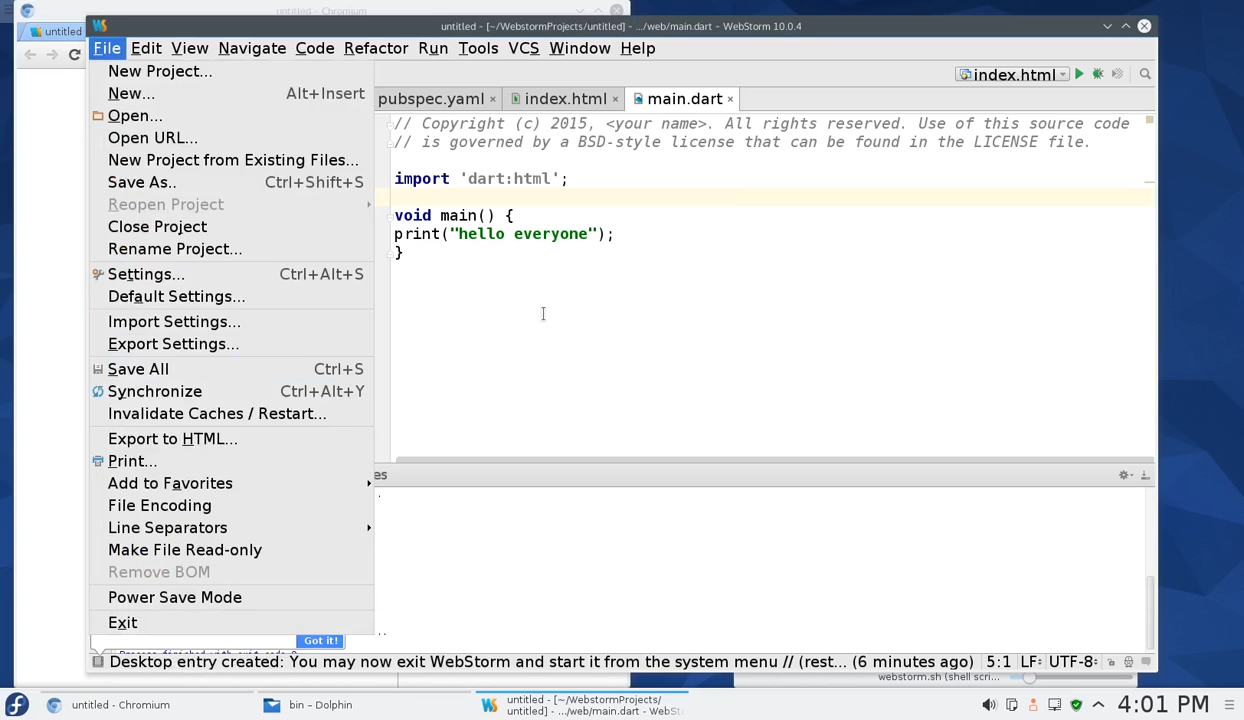 untitled - Chromium
untitled - [~/WebstormProjects/untitled] - .../web/main.dart - WebStorm 10.0.4
untitled
File Edit View Navigate Code Refactor Run Tools VCS Window Help
New Project...
index.html
New... Alt+Insert
pubspec.yaml × index.html × main.dart ×
Open...
// Copyright (c) 2015, <your name>. All rights reserved. Use of this source code
Open URL...
// is governed by a BSD-style license that can be found in the LICENSE file.
New Project from Existing Files...
Save As.. Ctrl+Shift+S
import 'dart:html';
Reopen Project
void main() {
Close Project
print("hello everyone");
Rename Project...
}
Settings... Ctrl+Alt+S
Default Settings...
Import Settings...
Export Settings...
Save All Ctrl+S
Synchronize Ctrl+Alt+Y
Invalidate Caches / Restart...
Export to HTML...
Print...
es
Add to Favorites
File Encoding
Line Separators
Make File Read-only
Remove BOM
Power Save Mode
Exit
Got it!
Desktop entry created: You may now exit WebStorm and start it from the system menu // (rest... (6 minutes ago) 5:1 LF÷ UTF-8÷
webstorm.sh (shell scri...
untitled - Chromium
bin - Dolphin
untitled - [~/WebstormProjects/
untitled] - .../web/main.dart - WebSt
4:01 PM